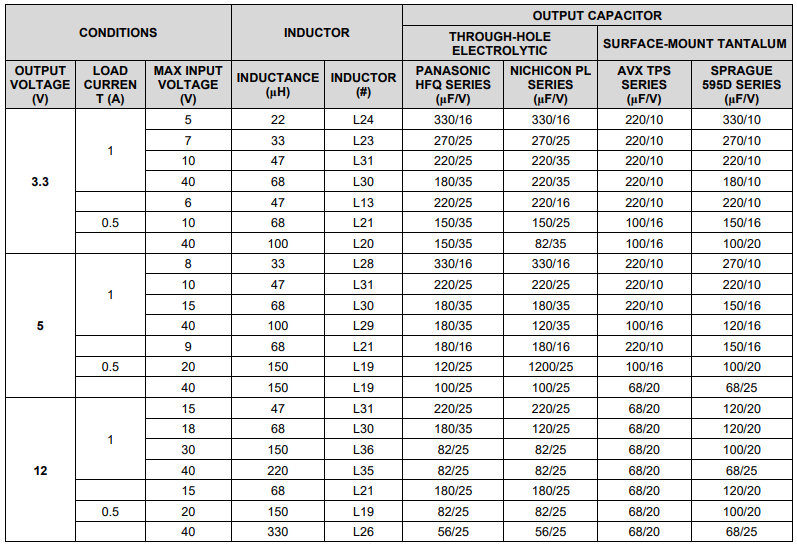 CONDITIONS INDUCTOR OUTPUT CAPACITOR
THROUGH-HOLE ELECTROLYTIC SURFACE-MOUNT TANTALUM
OUTPUT VOLTAGE (V) LOAD CURREN T (A) MAX INPUT VOLTAGE (V) INDUCTANCE (μH) INDUCTOR (#) PANASONIC HFQ SERIES (μF/V) NICHICON PL SERIES (μF/V) AVX TPS SERIES (μF/V) SPRAGUE 595D SERIES (μF/V)
3.3 1 5 22 L24 330/16 330/16 220/10 330/10
7 33 L23 270/25 270/25 220/10 270/10
10 47 L31 220/25 220/35 220/10 220/10
40 68 L30 180/35 220/35 220/10 180/10
0.5 6 47 L13 220/25 220/16 220/10 220/10
10 68 L21 150/35 150/25 100/16 150/16
40 100 L20 150/35 82/35 100/16 100/20
5 1 8 33 L28 330/16 330/16 220/10 270/10
10 47 L31 220/25 220/25 220/10 220/10
15 68 L30 180/35 180/35 220/10 150/16
40 100 L29 180/35 120/35 100/16 120/16
0.5 9 68 L21 180/16 180/16 220/10 150/16
20 150 L19 120/25 1200/25 100/16 100/20
40 150 L19 100/25 100/25 68/20 68/25
12 1 15 47 L31 220/25 220/25 68/20 120/20
18 68 L30 180/35 120/25 68/20 120/20
30 150 L36 82/25 82/25 68/20 100/20
40 220 L35 82/25 82/25 68/20 68/25
0.5 15 68 L21 180/25 180/25 68/20 120/20
20 150 L19 82/25 82/25 68/20 100/20
40 330 L26 56/25 56/25 68/20 68/25